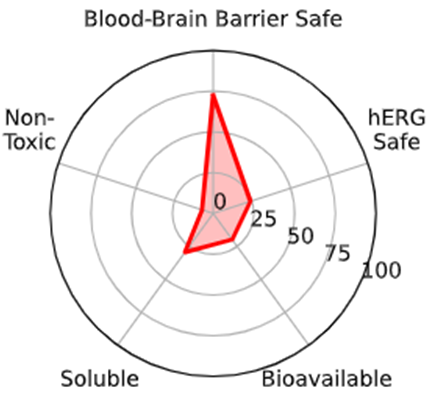 Blood-Brain Barrier Safe
Non-
Toxic
hERG
Safe
0
25
50
75
100
Soluble
Bioavailable